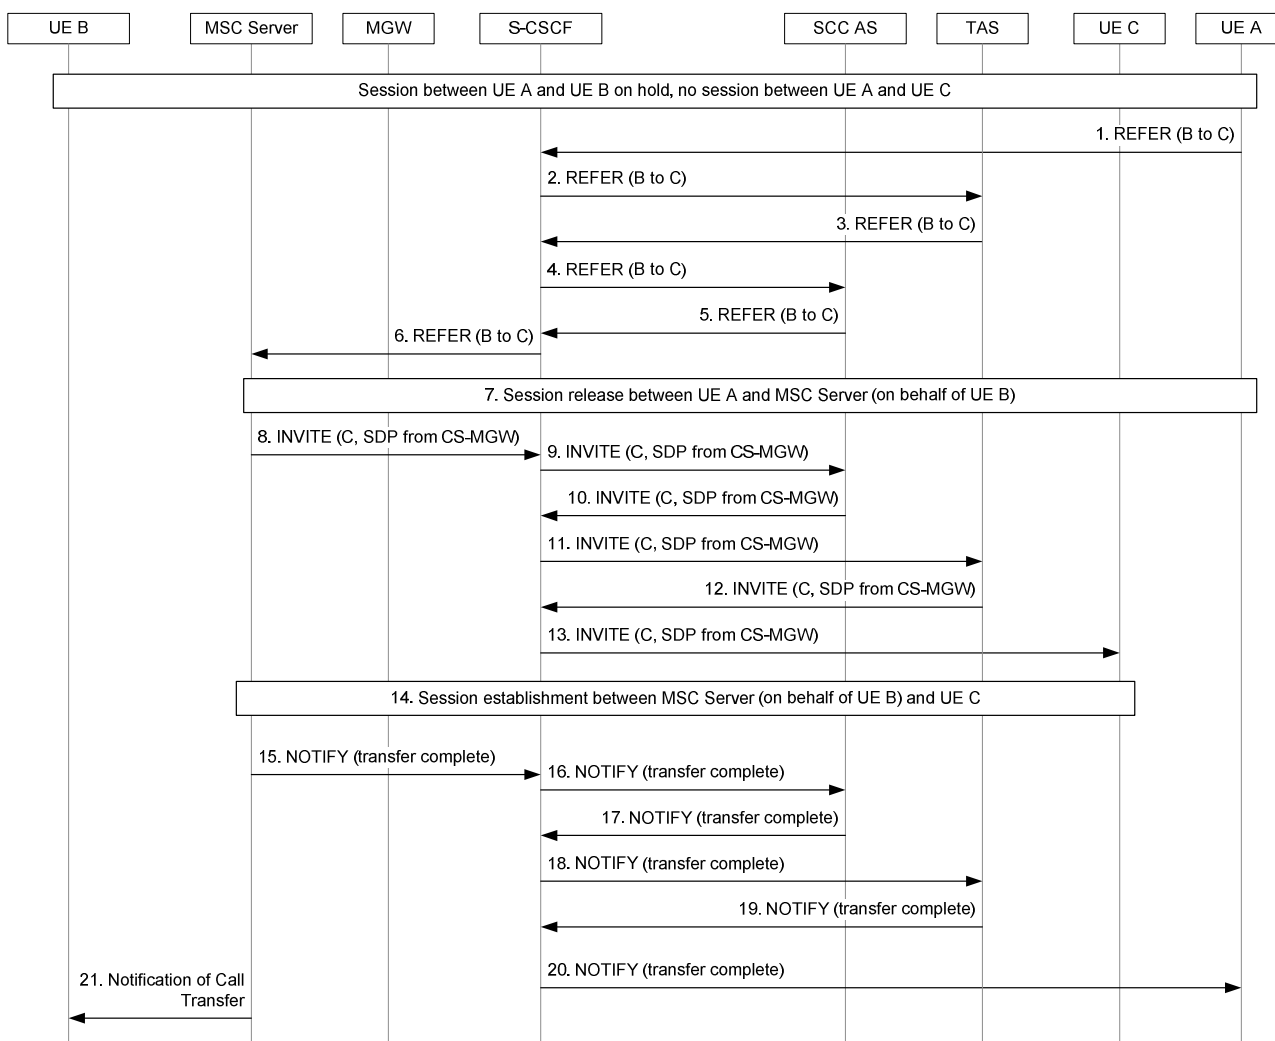 UE B
MSC Server
MGW
S-CSCF
SCC AS
TAS
UE C
UE A
Session between UE A and UE B on hold, no session between UE A and UE C
1. REFER (B to C)
2. REFER (B to C)
3. REFER (B to C)
4. REFER (B to C)
5. REFER (B to C)
6. REFER (B to C)
7. Session release between UE A and MSC Server (on behalf of UE B)
8. INVITE (C, SDP from CS-MGW)
9. INVITE (C, SDP from CS-MGW)
10. INVITE (C, SDP from CS-MGW)
11. INVITE (C, SDP from CS-MGW)
12. INVITE (C, SDP from CS-MGW)
13. INVITE (C, SDP from CS-MGW)
14. Session establishment between MSC Server (on behalf of UE B) and UE C
15. NOTIFY (transfer complete)
16. NOTIFY (transfer complete)
17. NOTIFY (transfer complete)
18. NOTIFY (transfer complete)
19. NOTIFY (transfer complete)
20. NOTIFY (transfer complete)
21. Notification of Call
Transfer